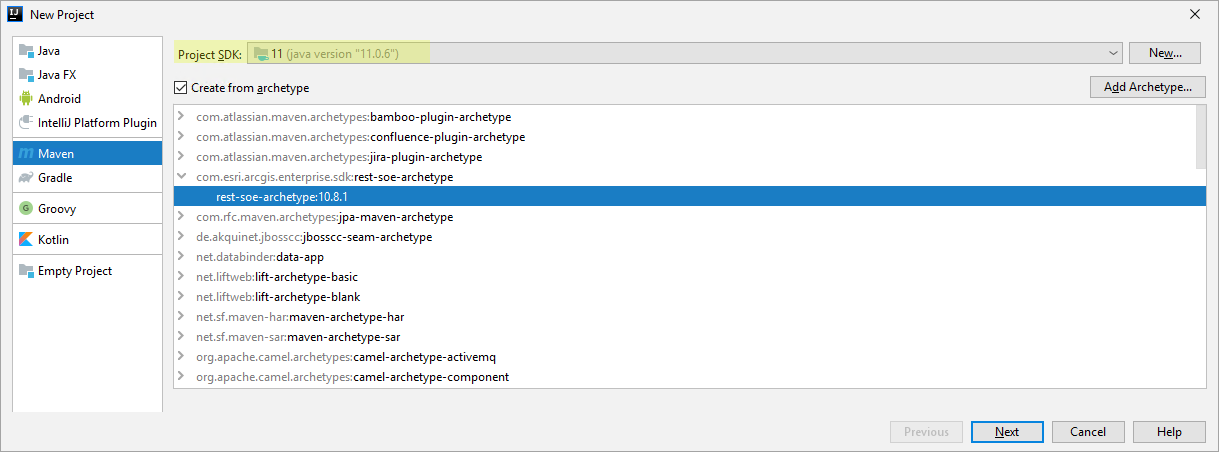 New Project
Java
Java FX
Android
IntelliJ Platform Plugin
Maven
Gradle
Groovy
Kotlin
Empty Project
Project SDK: 11 (java version "11.0.6") New...
Create from archetype Add Archetype...
com.atlassian.maven.archetypes:bamboo-plugin-archetype
com.atlassian.maven.archetypes:confluence-plugin-archetype
com.atlassian.maven.archetypes:jira-plugin-archetype
com.esri.arcgis.enterprise.sdk:rest-soe-archetype
rest-soe-archetype:10.8.1
com.rfc.maven.archetypes:jpa-maven-archetype
de.akquinet.jbosscc:jbosscc-seam-archetype
net.databinder:data-app
net.liftweb:lift-archetype-basic
net.liftweb:lift-archetype-blank
net.sf.maven-har:maven-archetype-har
net.sf.maven-sar:maven-archetype-sar
org.apache.camel.archetypes:camel-archetype-activemq
org.apache.camel.archetypes:camel-archetype-component
Previous Next Cancel Help